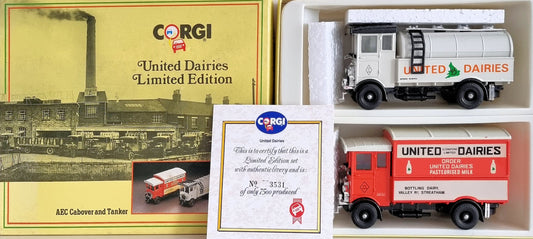 CORGI
United Dairies
Limited Edition
AEC Cabover and Tanker
CORGI
United Dairies
This is to certify that this is a
Limited Edition set
with authentic livery and is:
No 3531
of only 7500 produced
UNITED DAIRIES
UNITED DAIRIES
ORDER
UNITED DAIRIES
PASTEURISED MILK
BOTTLING DAIRY,
VALLEY RD. STREATHAM